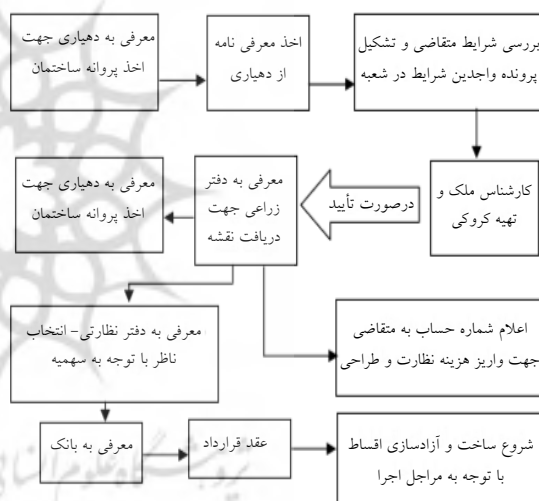 معرفی به دهیاری جهت
اخذ پروانه ساختمان
اخذ معرفی نامه
از دهیاری
بررسی شرایط متقاضی و تشکیل
پرونده واجدین شرایط در شعبه
کارشناس ملک و
تهیه کروکی
درصورت تأیید
معرفی به دفتر
زراعی جهت
دریافت نقشه
معرفی به دهیاری جهت
اخذ پروانه ساختمان
معرفی به دفتر نظارتی– انتخاب
ناظر با توجه به سهمیه
اعلام شماره حساب به متقاضی
جهت واریز هزینه نظارت و طراحی
معرفی به بانک
عقد قرارداد
شروع ساخت و آزادسازی اقساط
با توجه به مراجل اجرا